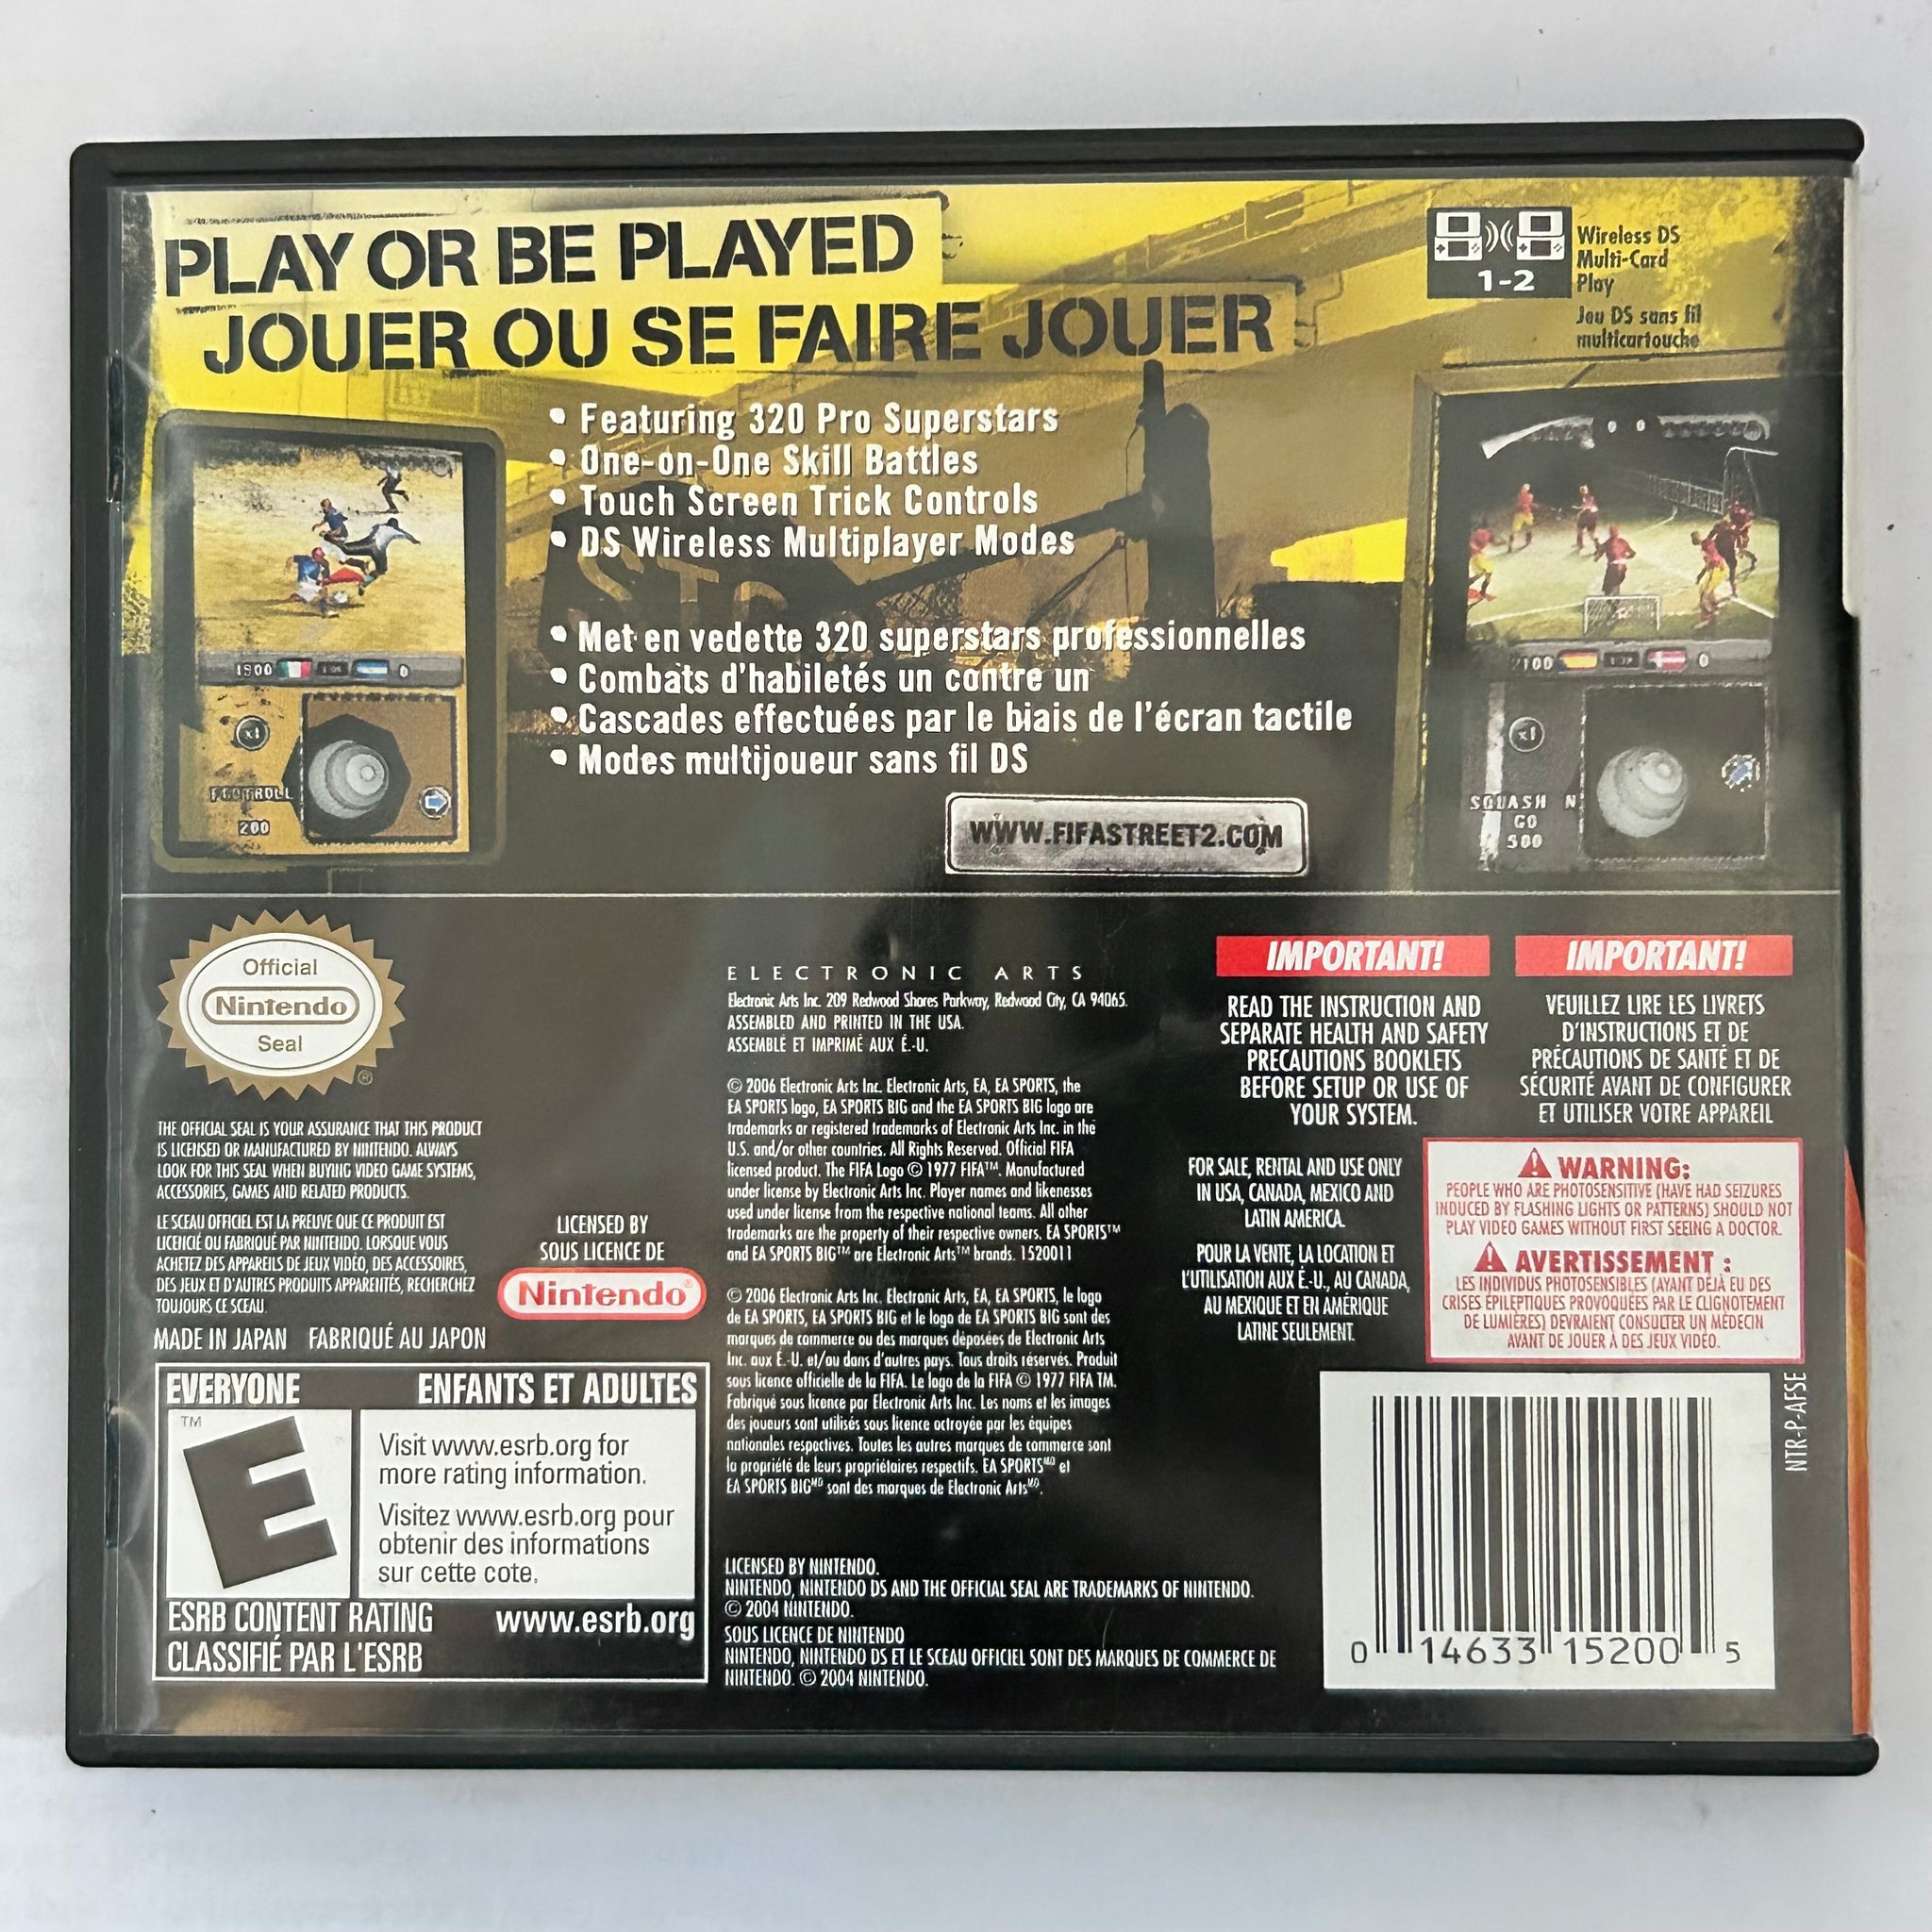 PLAY OR BE PLAYED
JOUER OU SE FAIRE JOUER
1-2
Wireless DS
Multi-Card
Play
Jeu DS sans fil
multicartouche
• Featuring 320 Pro Superstars
• One-on-One Skill Battles
• Touch Screen Trick Controls
• DS Wireless Multiplayer Modes
• Met en vedette 320 superstars professionnelles
• Combats d'habiletés un contre un
• Cascades effectuées par le biais de l'écran tactile
• Modes multijoueur sans fil DS
1500 0
x1
FOOTROLL
200
0 0
2100 0
x1
SQUASH N
GO
500
WWW.FIFASTREET2.COM
Official
Nintendo
Seal
®
THE OFFICIAL SEAL IS YOUR ASSURANCE THAT THIS PRODUCT
IS LICENSED OR MANUFACTURED BY NINTENDO. ALWAYS
LOOK FOR THIS SEAL WHEN BUYING VIDEO GAME SYSTEMS,
ACCESSORIES, GAMES AND RELATED PRODUCTS.
LE SCEAU OFFICIEL EST LA PREUVE QUE CE PRODUIT EST
LICENCIÉ OU FABRIQUÉ PAR NINTENDO. LORSQUE VOUS
ACHETEZ DES APPAREILS DE JEUX VIDÉO, DES ACCESSOIRES,
DES JEUX ET D'AUTRES PRODUITS APPARENTÉS, RECHERCHEZ
TOUJOURS CE SCEAU.
MADE IN JAPAN FABRIQUÉ AU JAPON
LICENSED BY
SOUS LICENCE DE
Nintendo®
EVERYONE ENFANTS ET ADULTES
™
E
Visit www.esrb.org for
more rating information.
Visitez www.esrb.org pour
obtenir des informations
sur cette cote.
ESRB CONTENT RATING www.esrb.org
CLASSIFIÉ PAR L'ESRB
ELECTRONIC ARTS
Electronic Arts Inc. 209 Redwood Shores Parkway, Redwood City, CA 94065.
ASSEMBLED AND PRINTED IN THE USA.
ASSEMBLÉ ET IMPRIMÉ AUX É.-U.
© 2006 Electronic Arts Inc. Electronic Arts, EA, EA SPORTS, the
EA SPORTS logo, EA SPORTS BIG and the EA SPORTS BIG logo are
trademarks or registered trademarks of Electronic Arts Inc. in the
U.S. and/or other countries. All Rights Reserved. Official FIFA
licensed product. The FIFA Logo © 1977 FIFA™. Manufactured
under license by Electronic Arts Inc. Player names and likenesses
used under license from the respective national teams. All other
trademarks are the property of their respective owners. EA SPORTS™
and EA SPORTS BIG™ are Electronic Arts™ brands. 1520011
© 2006 Electronic Arts Inc. Electronic Arts, EA, EA SPORTS, le logo
de EA SPORTS, EA SPORTS BIG et le logo de EA SPORTS BIG sont des
marques de commerce ou des marques déposées de Electronic Arts
Inc. aux É.-U. et/ou dans d'autres pays. Tous droits réservés. Produit
sous licence officielle de la FIFA. Le logo de la FIFA © 1977 FIFA TM.
Fabriqué sous licence par Electronic Arts Inc. Les noms et les images
des joueurs sont utilisés sous licence octroyée par les équipes
nationales respectives. Toutes les autres marques de commerce sont
la propriété de leurs propriétaires respectifs. EA SPORTS MD et
EA SPORTS BIG MD sont des marques de Electronic Arts MD.
LICENSED BY NINTENDO.
NINTENDO, NINTENDO DS AND THE OFFICIAL SEAL ARE TRADEMARKS OF NINTENDO.
© 2004 NINTENDO.
SOUS LICENCE DE NINTENDO
NINTENDO, NINTENDO DS ET LE SCEAU OFFICIEL SONT DES MARQUES DE COMMERCE DE
NINTENDO. © 2004 NINTENDO.
IMPORTANT!
READ THE INSTRUCTION AND
SEPARATE HEALTH AND SAFETY
PRECAUTIONS BOOKLETS
BEFORE SETUP OR USE OF
YOUR SYSTEM.
IMPORTANT!
VEUILLEZ LIRE LES LIVRETS
D'INSTRUCTIONS ET DE
PRÉCAUTIONS DE SANTÉ ET DE
SÉCURITÉ AVANT DE CONFIGURER
ET UTILISER VOTRE APPAREIL
FOR SALE, RENTAL AND USE ONLY
IN USA, CANADA, MEXICO AND
LATIN AMERICA.
POUR LA VENTE, LA LOCATION ET
L'UTILISATION AUX É.-U., AU CANADA,
AU MEXIQUE ET EN AMÉRIQUE
LATINE SEULEMENT.
WARNING:
PEOPLE WHO ARE PHOTOSENSITIVE (HAVE HAD SEIZURES
INDUCED BY FLASHING LIGHTS OR PATTERNS) SHOULD NOT
PLAY VIDEO GAMES WITHOUT FIRST SEEING A DOCTOR.
AVERTISSEMENT :
LES INDIVIDUS PHOTOSENSIBLES (AYANT DÉJÀ EU DES
CRISES ÉPILEPTIQUES PROVOQUÉES PAR LE CLIGNOTEMENT
DE LUMIÈRES) DEVRAIENT CONSULTER UN MÉDECIN
AVANT DE JOUER À DES JEUX VIDÉO.
NTR-P-AFSE
0 14633 15200 5